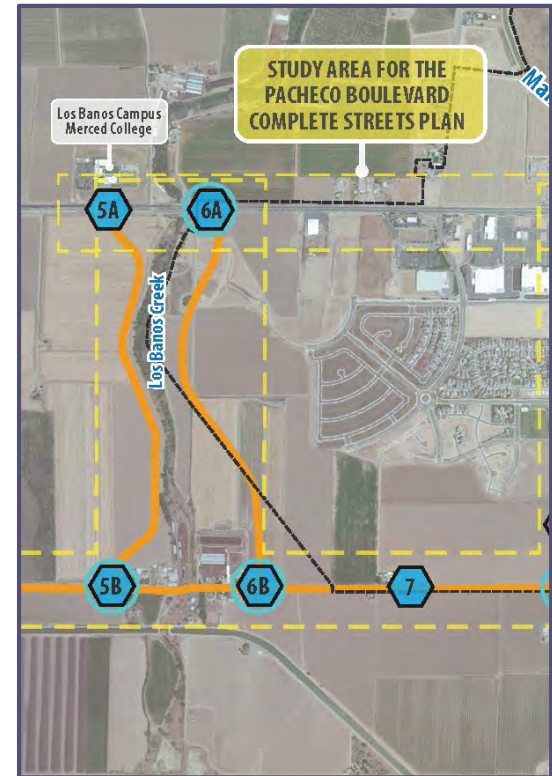 STUDY AREA FOR THE
PACHECO BOULEVARD
COMPLETE STREETS PLAN
Los Banos Campus
Merced College
5A
6A
Los Banos Creek
5B
6B
7